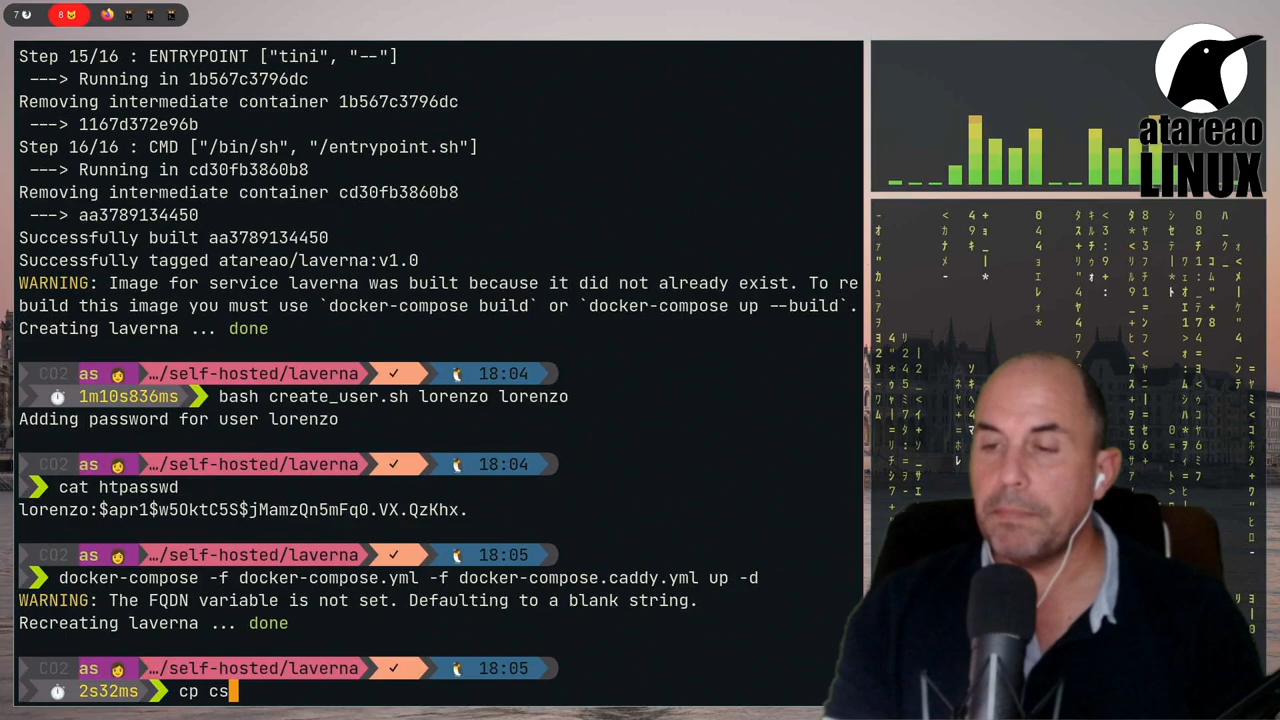 7
8
Step 15/16 : ENTRYPOINT ["tini", "--"]
---> Running in 1b567c3796dc
Removing intermediate container 1b567c3796dc
---> 1167d372e96b
Step 16/16 : CMD ["/bin/sh", "/entrypoint.sh"]
---> Running in cd30fb3860b8
Removing intermediate container cd30fb3860b8
---> aa3789134450
Successfully built aa3789134450
Successfully tagged atareao/laverna:v1.0
WARNING: Image for service laverna was built because it did not already exist. To re
build this image you must use `docker-compose build` or `docker-compose up --build`.
Creating laverna ... done
CO2 as …/self-hosted/laverna ✓ 18:04
1m10s836ms bash create_user.sh lorenzo lorenzo
Adding password for user lorenzo
CO2 as …/self-hosted/laverna ✓ 18:04
cat htpasswd
lorenzo:$apr1$w5OktC5S$jMamzQn5mFq0.VX.QzKhx.
CO2 as …/self-hosted/laverna ✓ 18:05
docker-compose -f docker-compose.yml -f docker-compose.caddy.yml up -d
WARNING: The FQDN variable is not set. Defaulting to a blank string.
Recreating laverna ... done
CO2 as …/self-hosted/laverna ✓ 18:05
2s32ms cp cs
atareao
LINUX